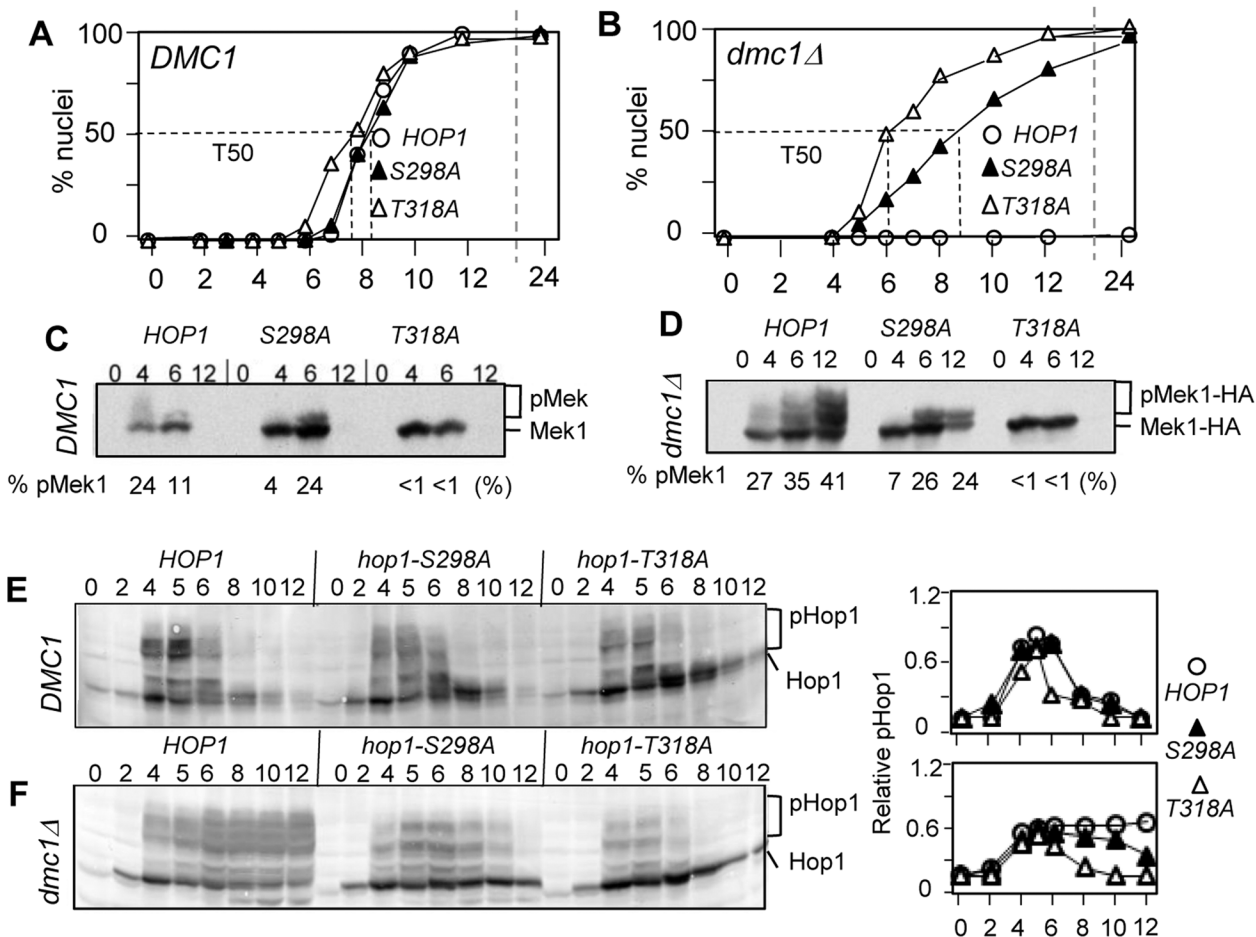 A
DMC1
% nuclei
100
50
0
T50
HOP1
S298A
T318A
0 2 4 6 8 10 12 24
B
dmc1Δ
% nuclei
100
50
0
T50
HOP1
S298A
T318A
0 2 4 6 8 10 12 24
C
HOP1 S298A T318A
0 4 6 12 0 4 6 12 0 4 6 12
DMC1
pMek
Mek1
% pMek1 24 11 4 24 <1 <1 (%)
D
HOP1 S298A T318A
0 4 6 12 0 4 6 12 0 4 6 12
dmc1Δ
pMek1-HA
Mek1-HA
% pMek1 27 35 41 7 26 24 <1 <1 (%)
E
HOP1 hop1-S298A hop1-T318A
0 2 4 5 6 8 10 12 0 2 4 5 6 8 10 12 0 2 4 5 6 8 10 12
DMC1
pHop1
Hop1
F
HOP1 hop1-S298A hop1-T318A
0 2 4 5 6 8 10 12 0 2 4 5 6 8 10 12 0 2 4 5 6 8 10 12
dmc1Δ
pHop1
Hop1
Relative pHop1
1.2
0.6
0
1.2
0.6
0
0 2 4 6 8 10 12
HOP1
S298A
T318A